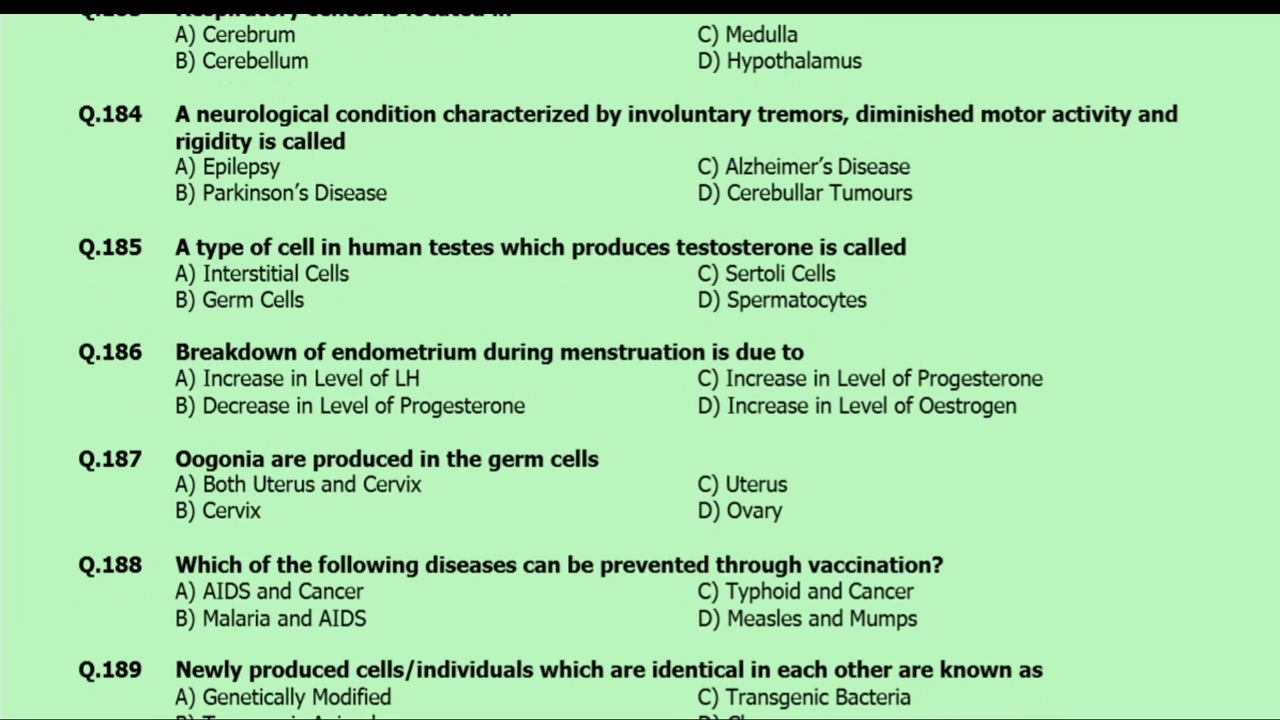 A) Cerebrum C) Medulla
B) Cerebellum D) Hypothalamus
Q.184 A neurological condition characterized by involuntary tremors, diminished motor activity and
rigidity is called
A) Epilepsy C) Alzheimer's Disease
B) Parkinson's Disease D) Cerebullar Tumours
Q.185 A type of cell in human testes which produces testosterone is called
A) Interstitial Cells C) Sertoli Cells
B) Germ Cells D) Spermatocytes
Q.186 Breakdown of endometrium during menstruation is due to
A) Increase in Level of LH C) Increase in Level of Progesterone
B) Decrease in Level of Progesterone D) Increase in Level of Oestrogen
Q.187 Oogonia are produced in the germ cells
A) Both Uterus and Cervix C) Uterus
B) Cervix D) Ovary
Q.188 Which of the following diseases can be prevented through vaccination?
A) AIDS and Cancer C) Typhoid and Cancer
B) Malaria and AIDS D) Measles and Mumps
Q.189 Newly produced cells/individuals which are identical in each other are known as
A) Genetically Modified C) Transgenic Bacteria